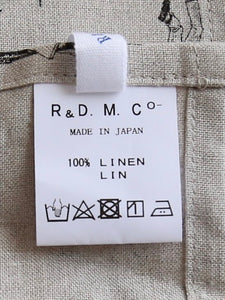 R & D. M. Co-
MADE IN JAPAN
100% LINEN
LIN